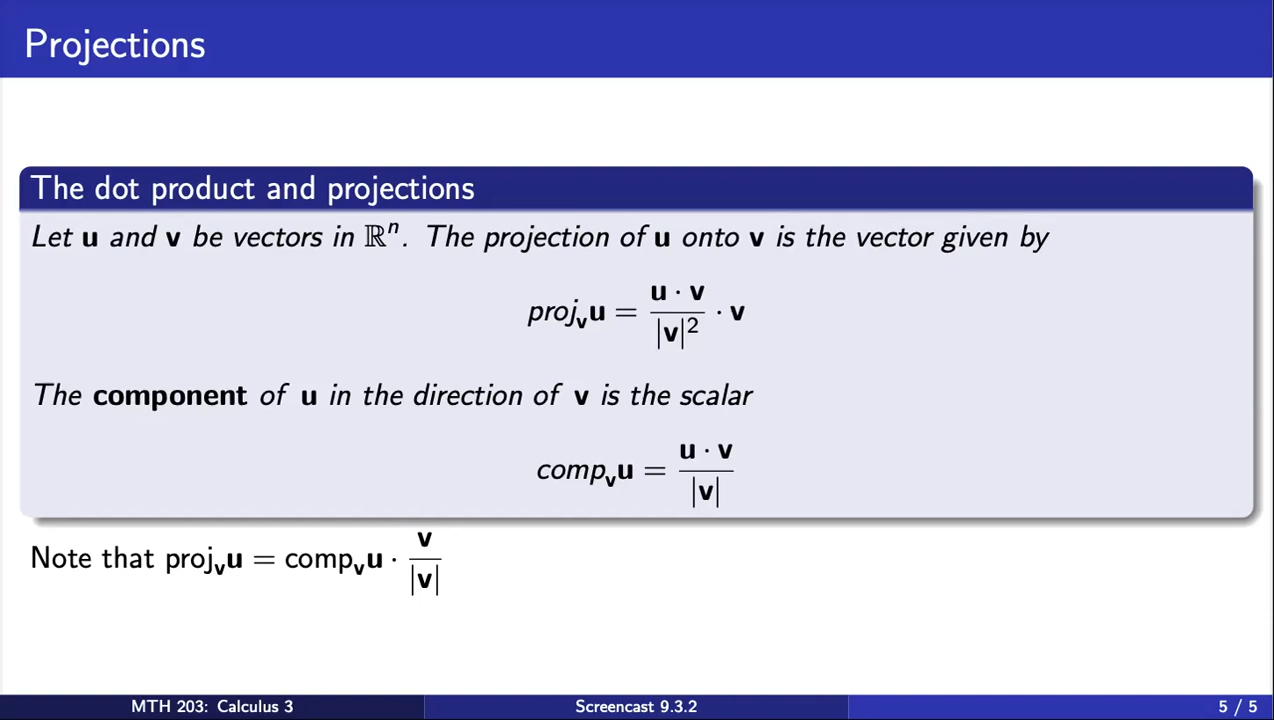 Projections
The dot product and projections
Let u and v be vectors in ℝⁿ. The projection of u onto v is the vector given by
proj_v u = (u · v)/|v|² · v
The component of u in the direction of v is the scalar
comp_v u = (u · v)/|v|
Note that proj_v u = comp_v u · v/|v|
MTH 203: Calculus 3 Screencast 9.3.2 5 / 5